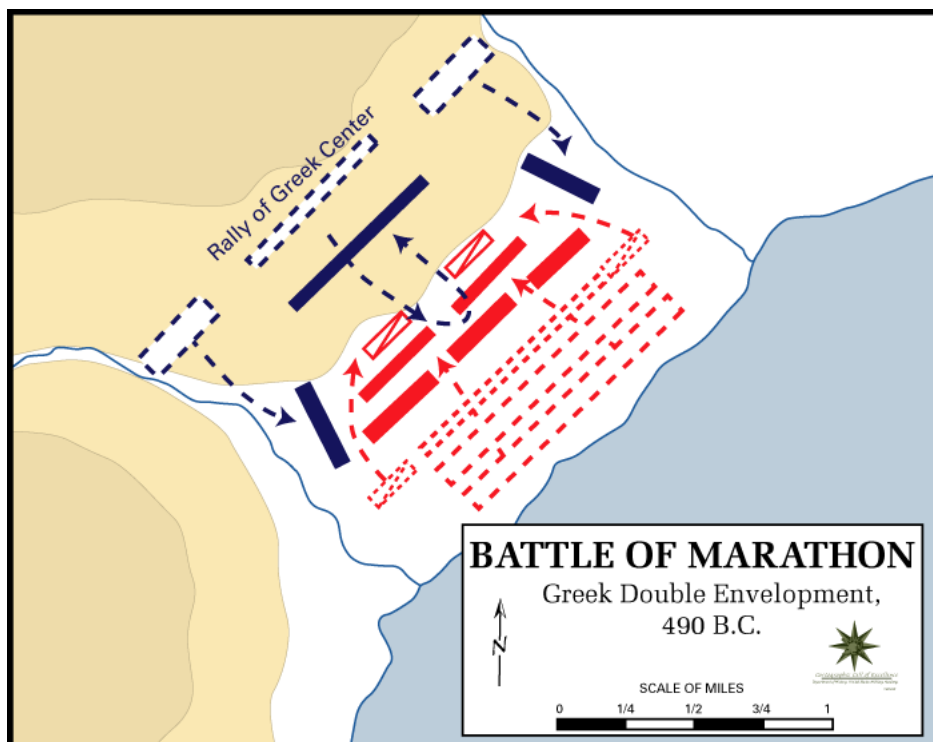 Rally of Greek Center
BATTLE OF MARATHON
Greek Double Envelopment,
490 B.C.
N
SCALE OF MILES
0 1/4 1/2 3/4 1